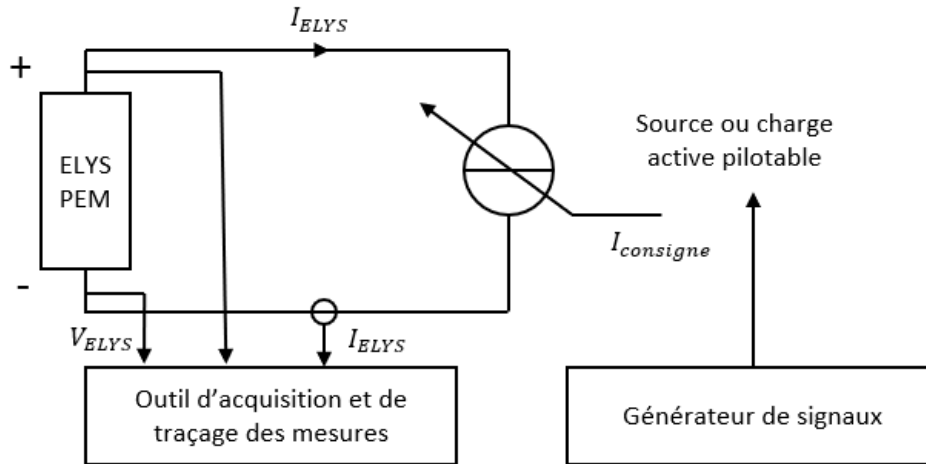 I_ELYS
+
ELYS
PEM
-
Source ou charge
active pilotable
I_consigne
V_ELYS
I_ELYS
Outil d'acquisition et de
traçage des mesures
Générateur de signaux